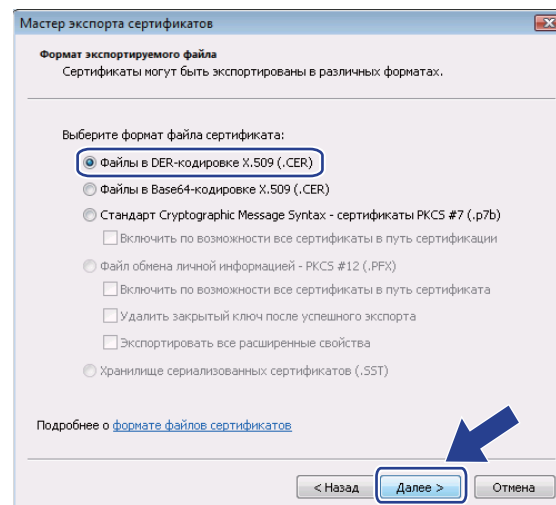 Мастер экспорта сертификатов
Формат экспортируемого файла
Сертификаты могут быть экспортированы в различных форматах.
Выберите формат файла сертификата:
Файлы в DER-кодировке X.509 (.CER)
Файлы в Base64-кодировке X.509 (.CER)
Стандарт Cryptographic Message Syntax - сертификаты PKCS #7 (.p7b)
Включить по возможности все сертификаты в путь сертификации
Файл обмена личной информацией - PKCS #12 (.PFX)
Включить по возможности все сертификаты в путь сертификата
Удалить закрытый ключ после успешного экспорта
Экспортировать все расширенные свойства
Хранилище сериализованных сертификатов (.SST)
Подробнее о формате файлов сертификатов
< Назад Далее > Отмена